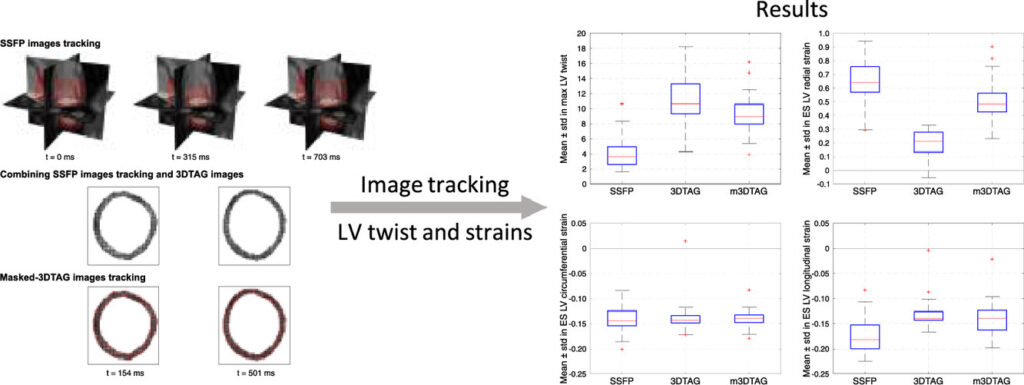 SSFP images tracking
t = 0 ms
t = 315 ms
t = 703 ms
Combining SSFP images tracking and 3DTAG images
Masked-3DTAG images tracking
t = 154 ms
t = 501 ms
Image tracking
LV twist and strains
Results
Mean ± std in max LV twist
20
18
16
14
12
10
8
6
4
2
0
SSFP
3DTAG
m3DTAG
Mean ± std in ES LV radial strain
1.0
0.9
0.8
0.7
0.6
0.5
0.4
0.3
0.2
0.1
0
-0.1
SSFP
3DTAG
m3DTAG
Mean ± std in ES LV circumferential strain
0.05
0
-0.05
-0.10
-0.15
-0.20
-0.25
SSFP
3DTAG
m3DTAG
Mean ± std in ES LV longitudinal strain
0.05
0
-0.05
-0.10
-0.15
-0.20
-0.25
SSFP
3DTAG
m3DTAG